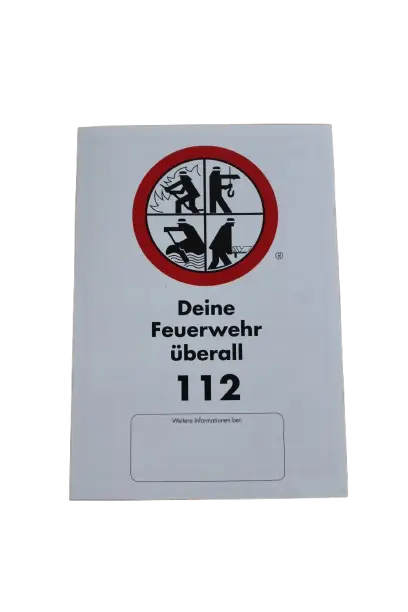 ®
Deine
Feuerwehr
überall
112
Weitere Informationen bei: